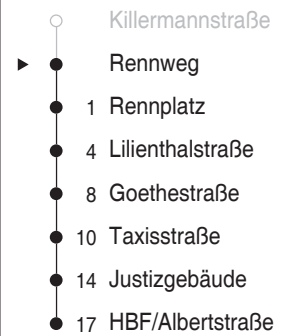 Killermannstraße
Rennweg
1 Rennplatz
4 Lilienthalstraße
8 Goethestraße
10 Taxisstraße
14 Justizgebäude
17 HBF/Albertstraße